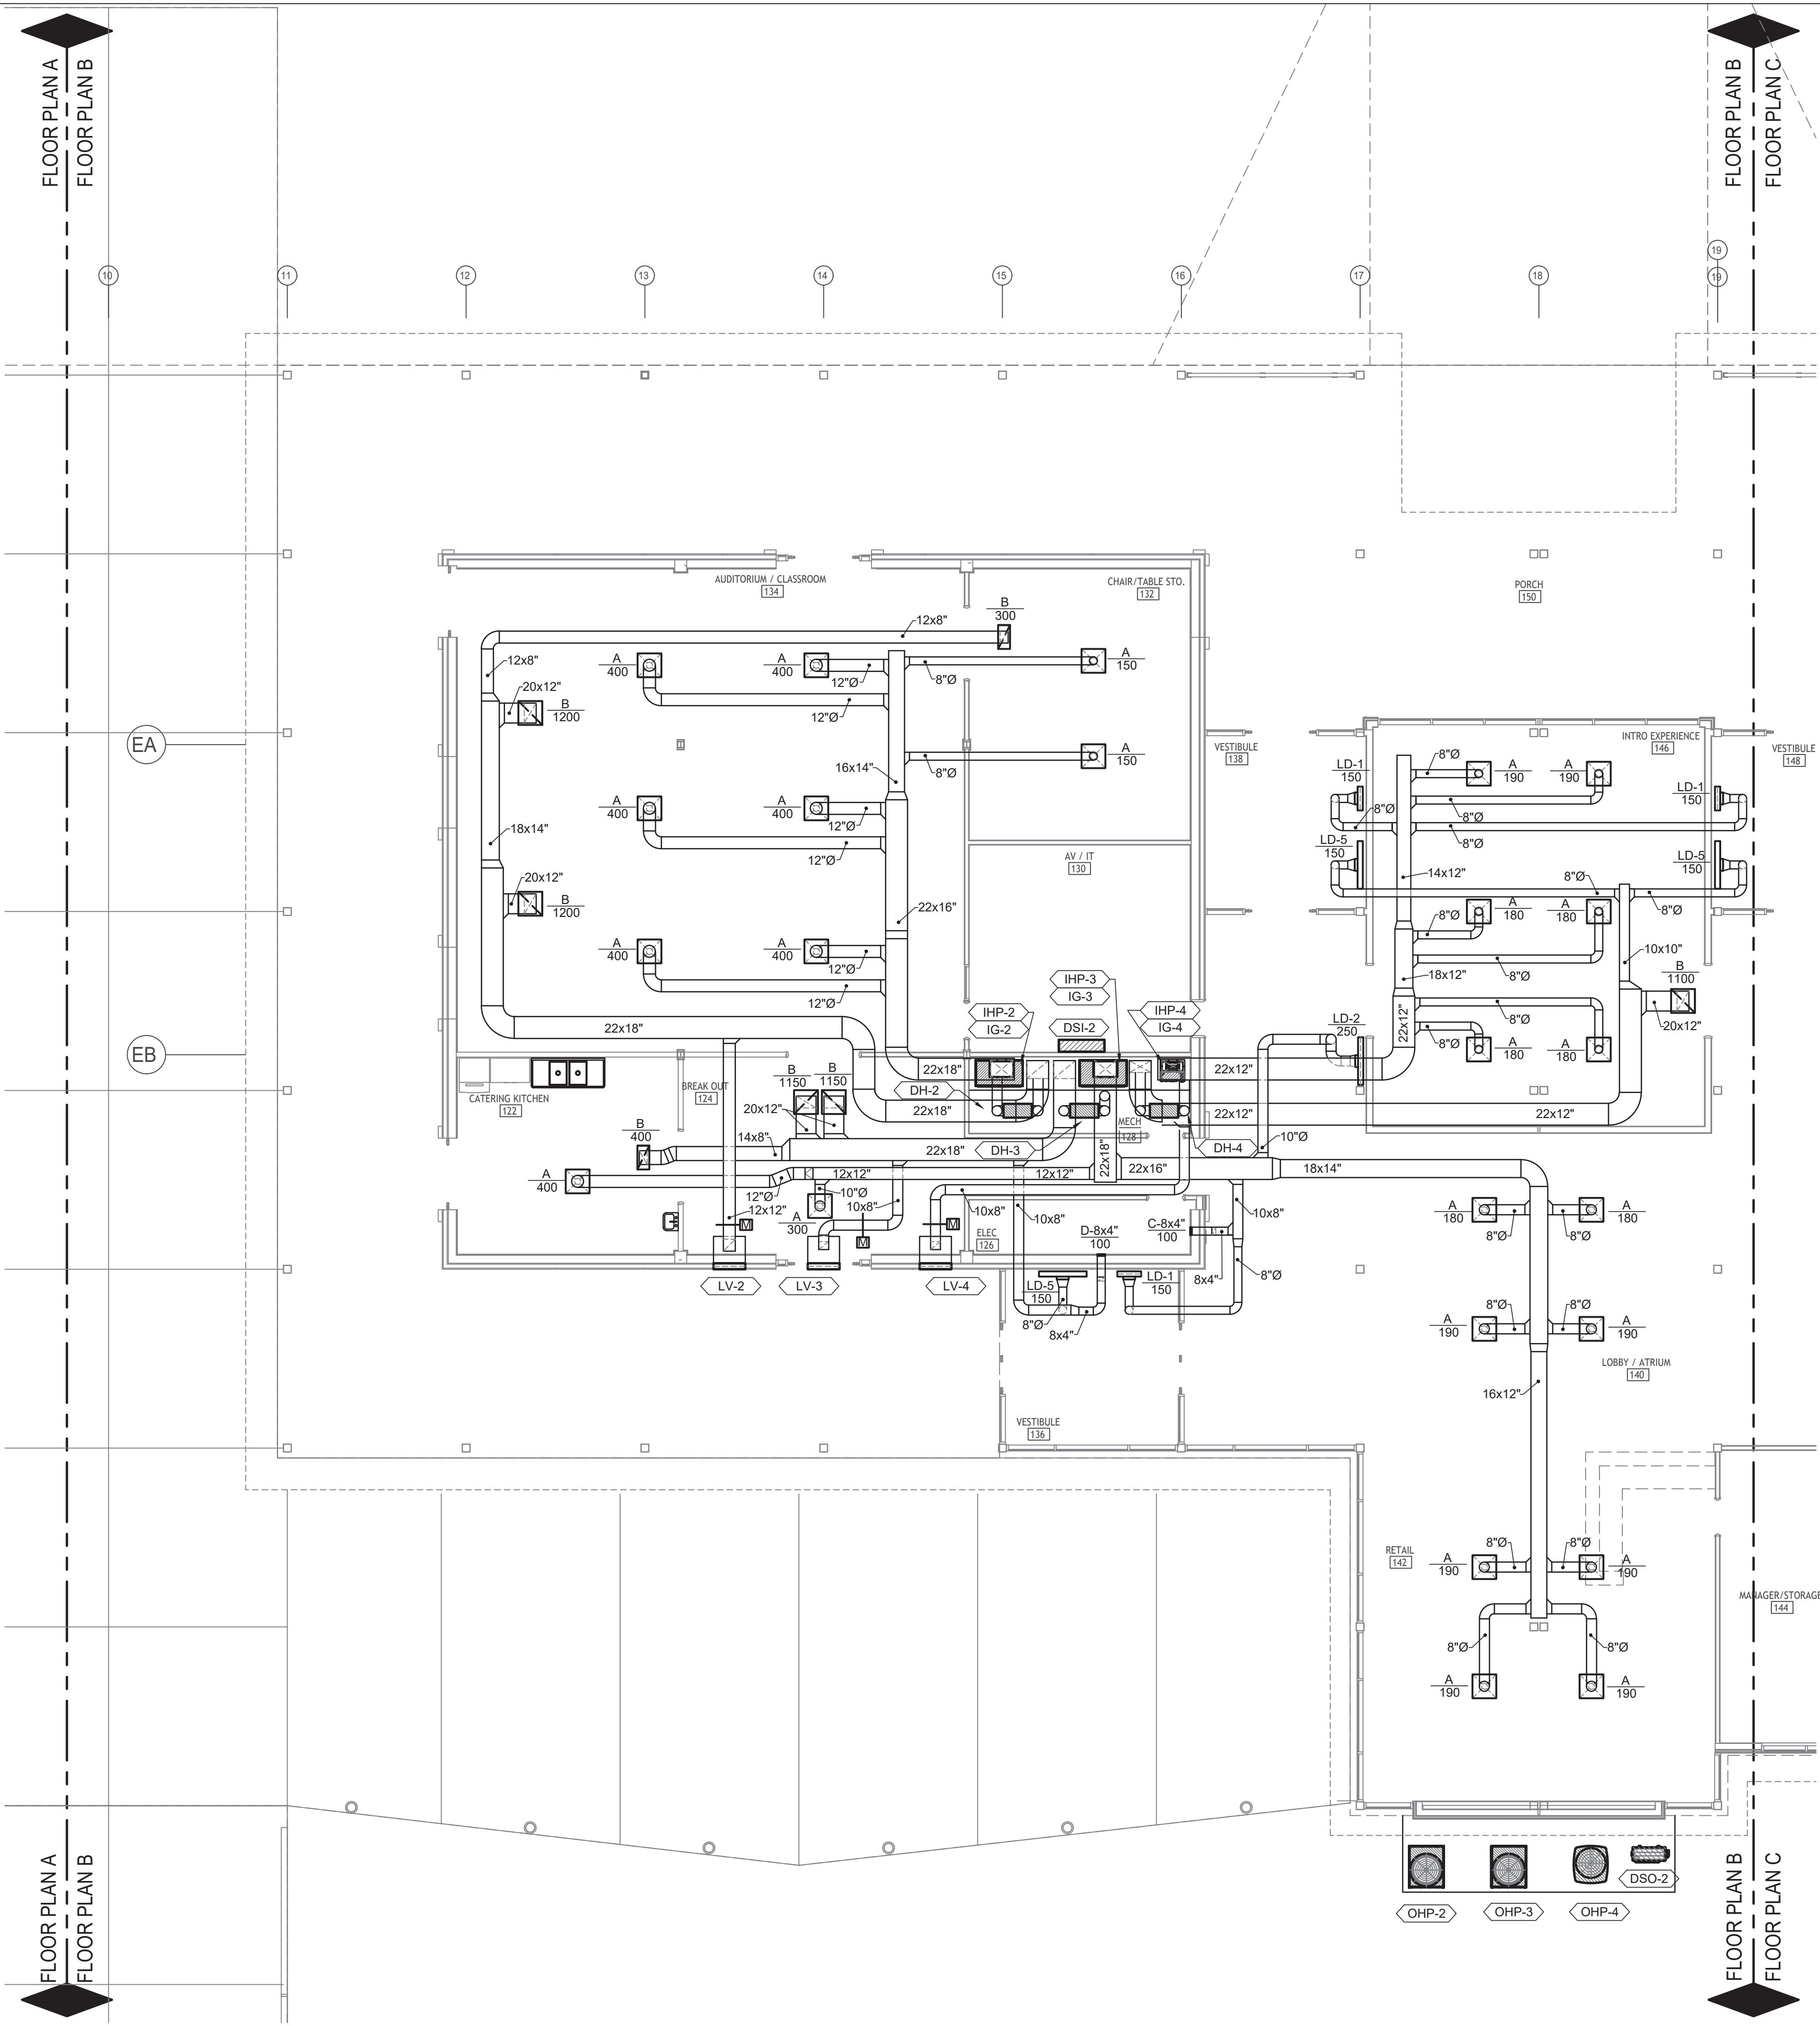 FLOOR PLAN A
FLOOR PLAN B
FLOOR PLAN B
FLOOR PLAN C
10
11
12
13
14
15
16
17
18
19
19
AUDITORIUM / CLASSROOM
134
CHAIR/TABLE STO.
132
PORCH
150
B
300
12x8"
12x8"
A
400
A
400
12"Ø
8"Ø
A
150
20x12"
B
1200
12"Ø
EA
VESTIBULE
138
INTRO EXPERIENCE
146
VESTIBULE
148
16x14"
8"Ø
A
150
LD-1
150
8"Ø
A
190
A
190
LD-1
150
8"Ø
8"Ø
8"Ø
A
400
A
400
12"Ø
18x14"
12"Ø
LD-5
150
LD-5
150
AV / IT
130
14x12"
8"Ø
8"Ø
20x12"
B
1200
22x16"
8"Ø
A
180
A
180
A
400
A
400
12"Ø
12"Ø
8"Ø
18x12"
10x10"
B
1100
20x12"
IHP-3
IG-3
IHP-2
IG-2
DSI-2
IHP-4
IG-4
LD-2
250
22x12"
8"Ø
8"Ø
A
180
A
180
EB
22x18"
22x18"
22x12"
CATERING KITCHEN
122
BREAK OUT
124
B
1150
B
1150
20x12"
DH-2
22x18"
22x12"
22x12"
MECH
128
B
400
14x8"
22x18"
DH-3
DH-4
10"Ø
A
400
12"Ø
12x12"
12x12"
22x18"
22x16"
18x14"
10"Ø
12x12"
A
300
10x8"
10x8"
10x8"
10x8"
M
M
M
ELEC
126
D-8x4"
100
C-8x4"
100
A
180
A
180
8"Ø
8"Ø
LV-2
LV-3
LV-4
LD-5
150
LD-1
150
8x4"
8"Ø
8"Ø
8x4"
A
190
8"Ø
8"Ø
A
190
LOBBY / ATRIUM
140
16x12"
VESTIBULE
136
RETAIL
142
A
190
8"Ø
8"Ø
A
190
MANAGER/STORAGE
144
8"Ø
8"Ø
A
190
A
190
DSO-2
OHP-2
OHP-3
OHP-4
FLOOR PLAN A
FLOOR PLAN B
FLOOR PLAN B
FLOOR PLAN C